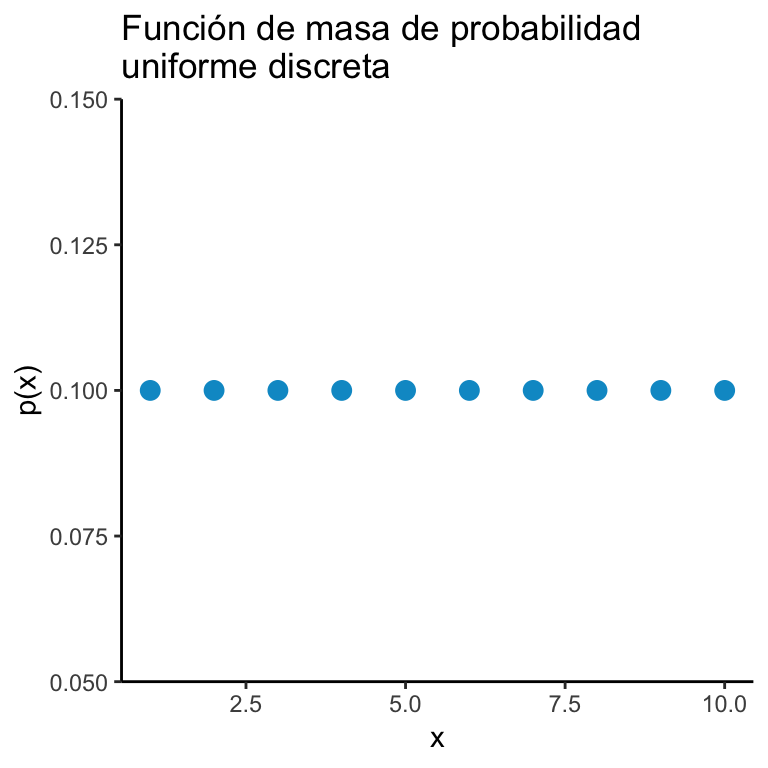 Función de masa de probabilidad
uniforme discreta
0.150
0.125
0.100
0.075
0.050
p(x)
2.5 5.0 7.5 10.0
x